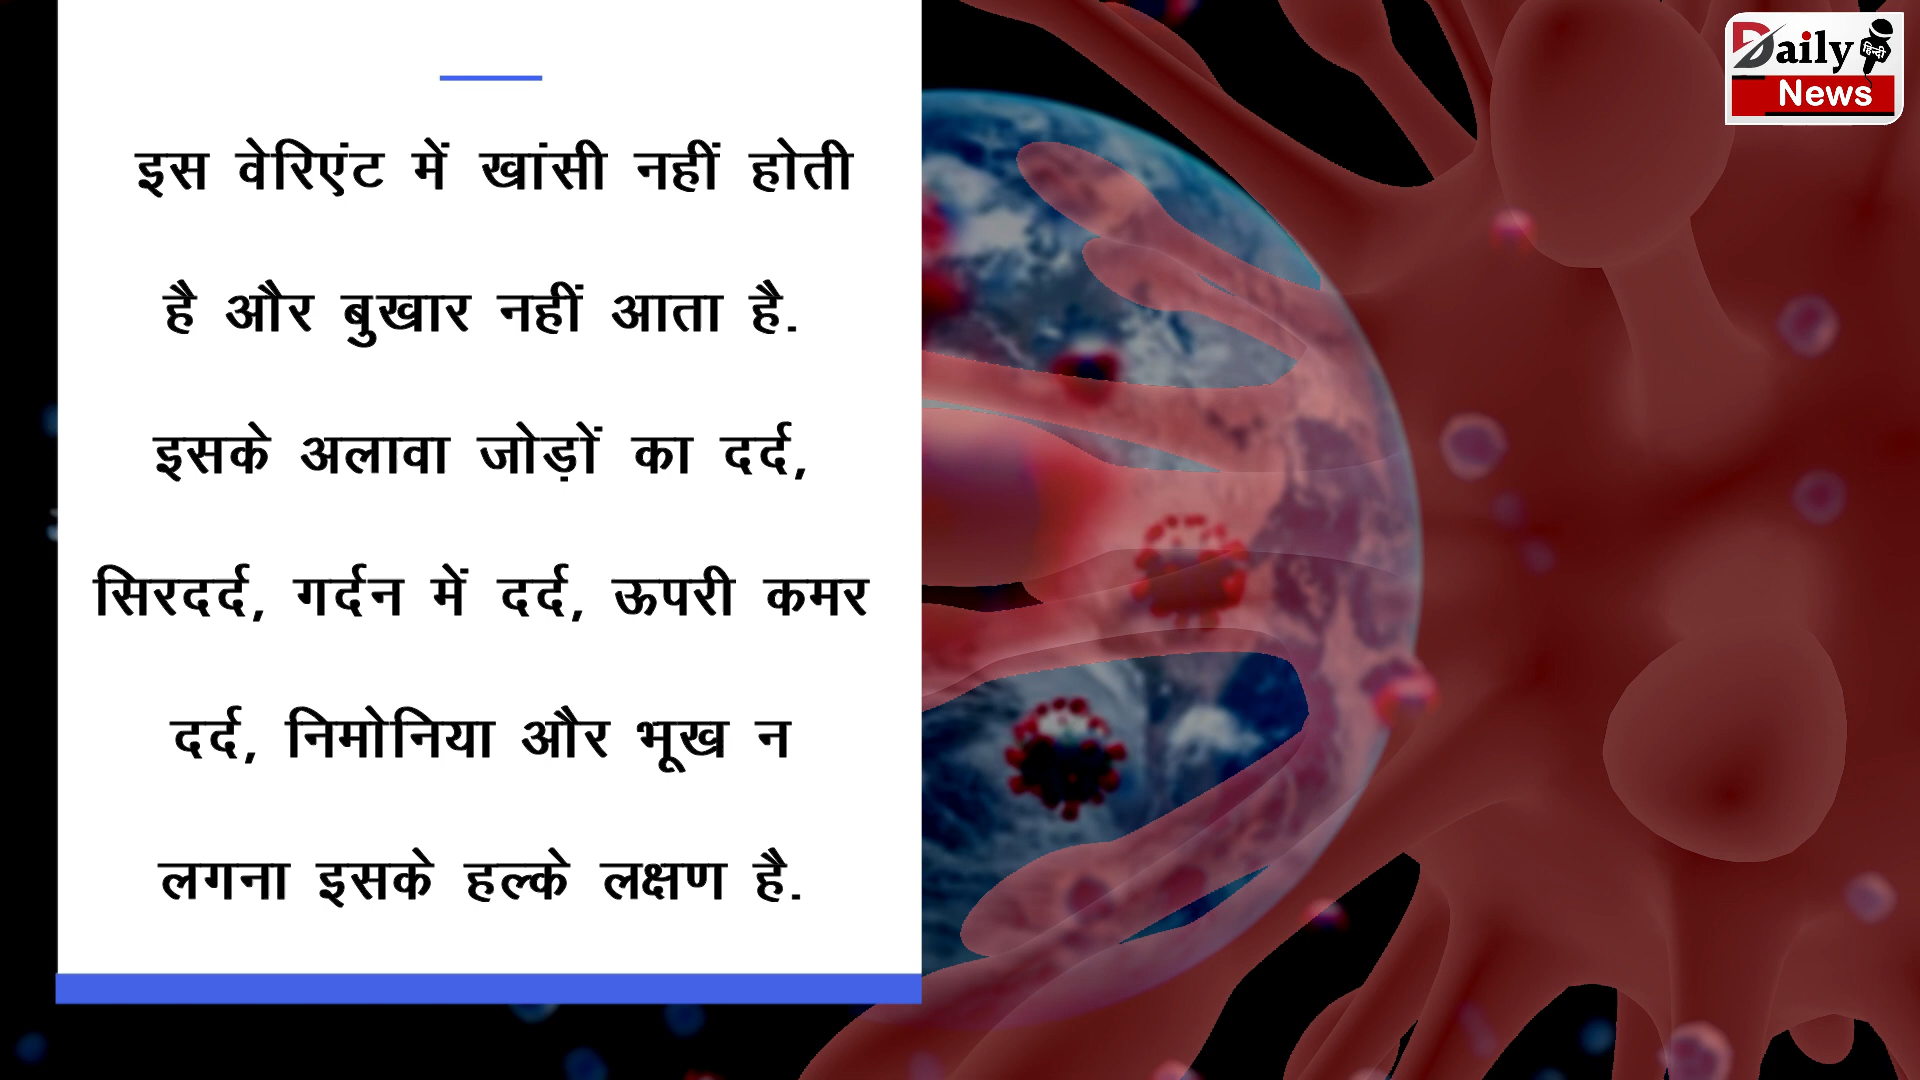 इस वेरिएंट में खांसी नहीं होती
है और बुखार नहीं आता है.
इसके अलावा जोड़ों का दर्द,
सिरदर्द, गर्दन में दर्द, ऊपरी कमर
दर्द, निमोनिया और भूख न
लगना इसके हल्के लक्षण है.
Daily
हिन्दी
News